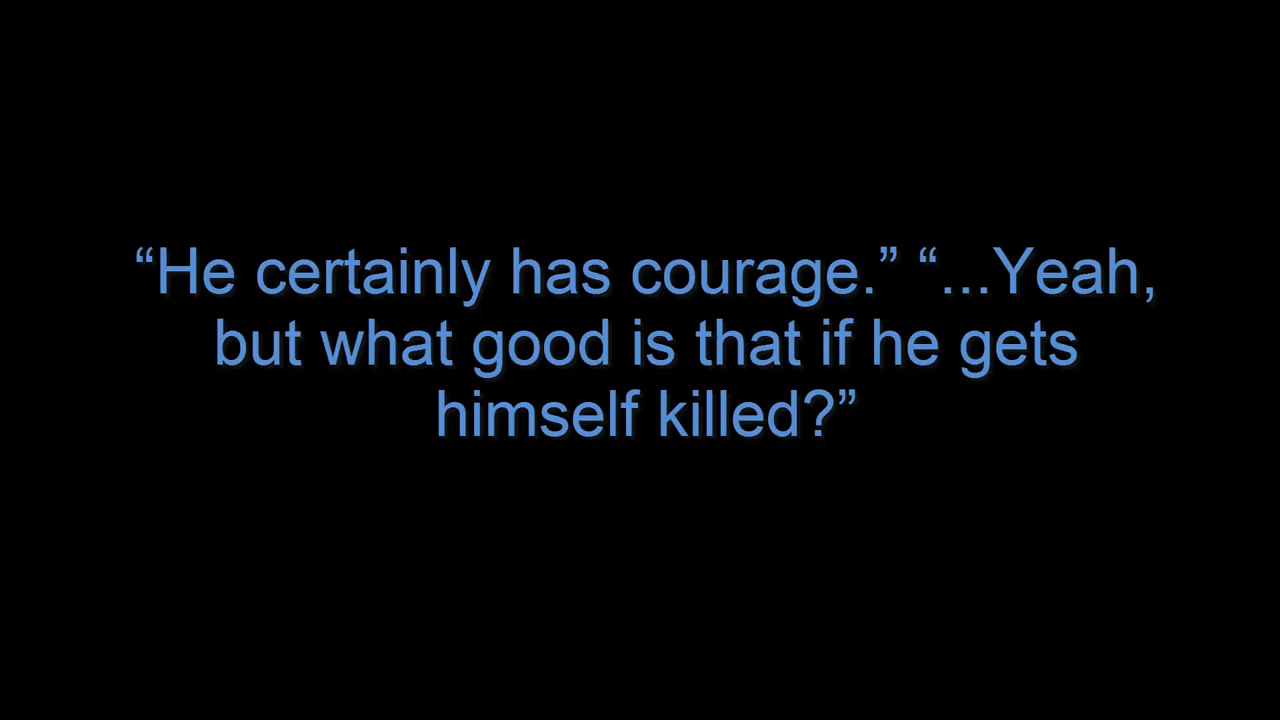 “He certainly has courage.” “...Yeah,
but what good is that if he gets
himself killed?”